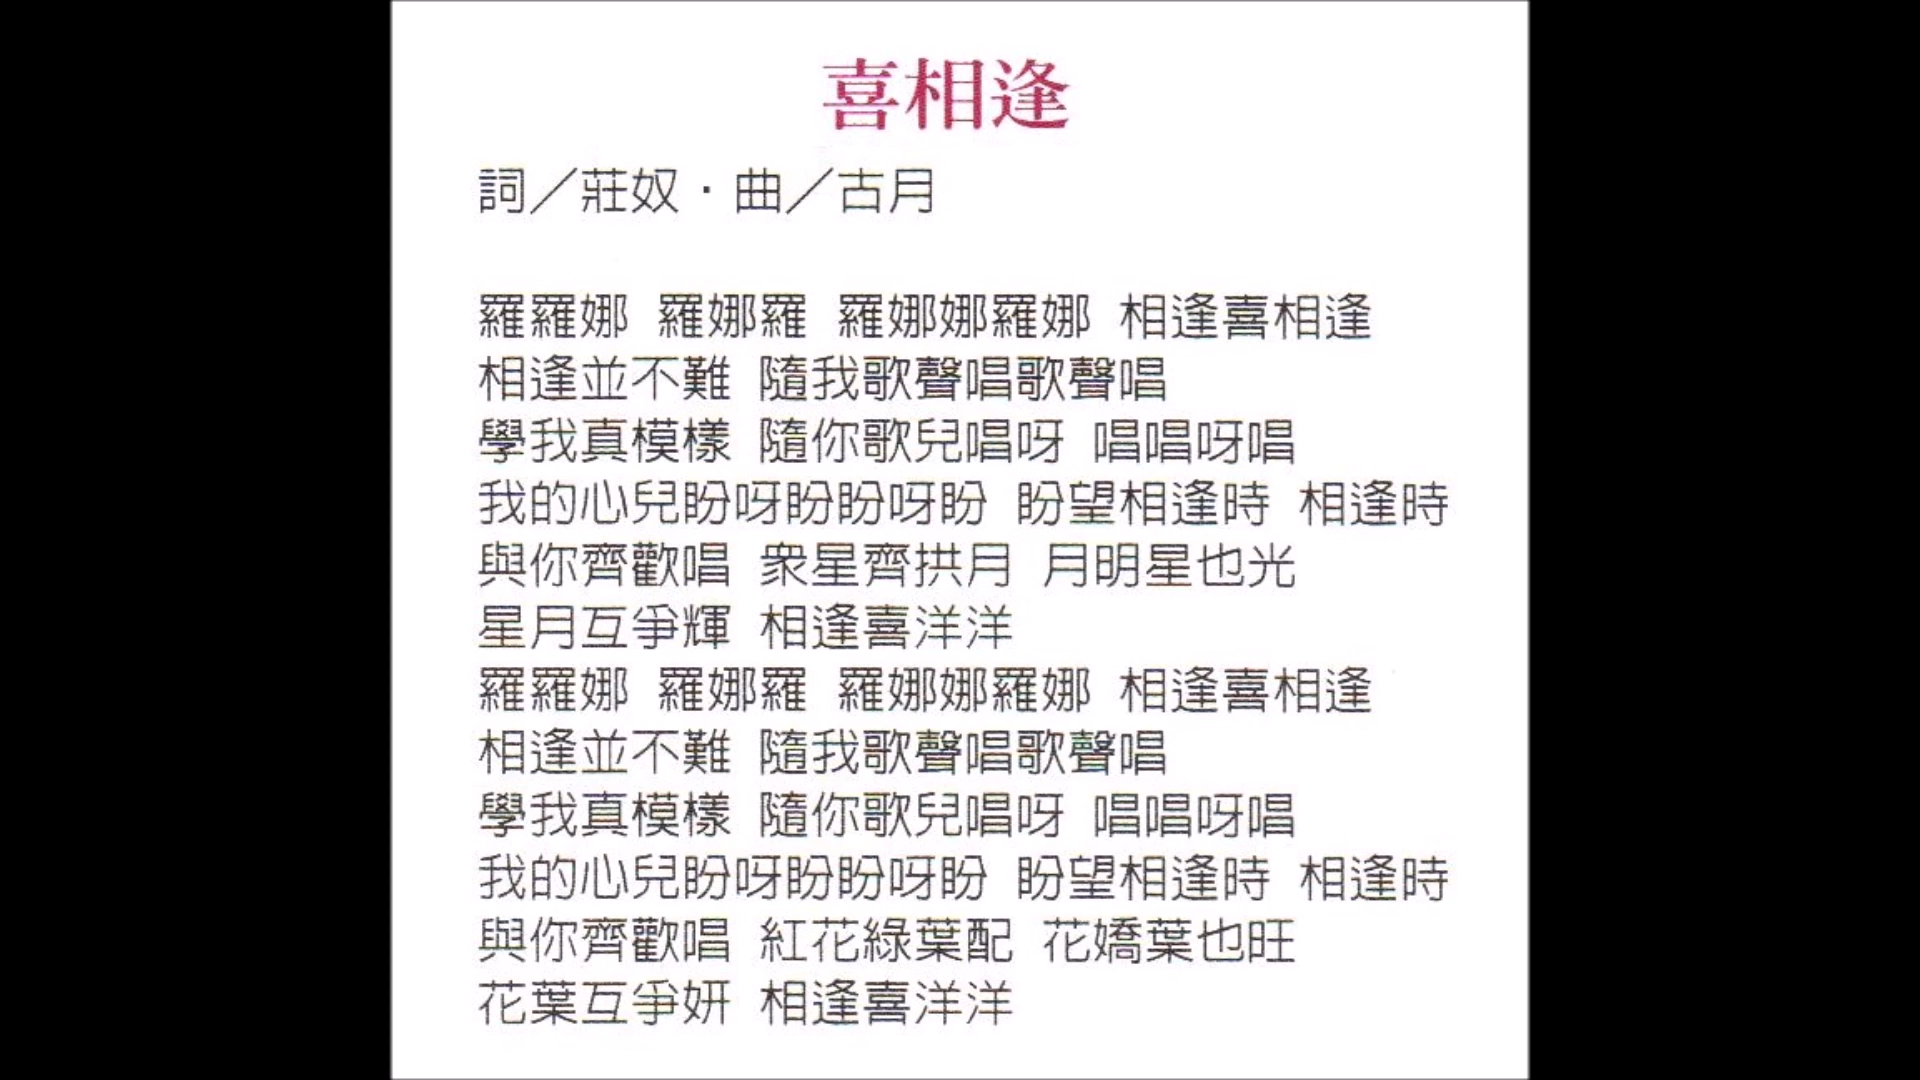 喜相逢
詞／莊奴・曲／古月
羅羅娜 羅娜羅 羅娜娜羅娜 相逢喜相逢
相逢並不難 隨我歌聲唱歌聲唱
學我真模樣 隨你歌兒唱呀 唱唱呀唱
我的心兒盼呀盼盼呀盼 盼望相逢時 相逢時
與你齊歡唱 衆星齊拱月 月明星也光
星月互爭輝 相逢喜洋洋
羅羅娜 羅娜羅 羅娜娜羅娜 相逢喜相逢
相逢並不難 隨我歌聲唱歌聲唱
學我真模樣 隨你歌兒唱呀 唱唱呀唱
我的心兒盼呀盼盼呀盼 盼望相逢時 相逢時
與你齊歡唱 紅花綠葉配 花嬌葉也旺
花葉互爭妍 相逢喜洋洋